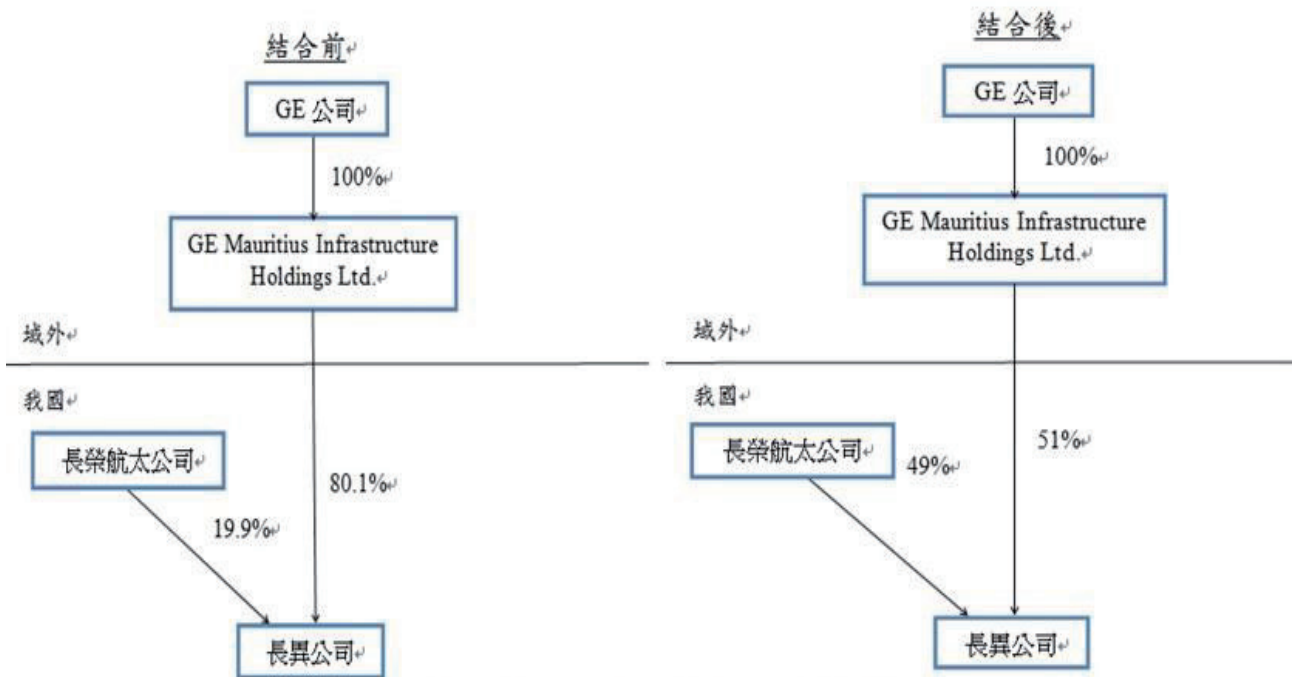 結合前↵
GE 公司↵
100%↵
GE Mauritius Infrastructure
Holdings Ltd.↵
域外↵
我國↵
長榮航太公司↵
80.1%↵
19.9%↵
長異公司↵
結合後↵
GE 公司↵
100%↵
GE Mauritius Infrastructure
Holdings Ltd.↵
域外↵
我國↵
長榮航太公司↵
51%↵
49%↵
長異公司↵